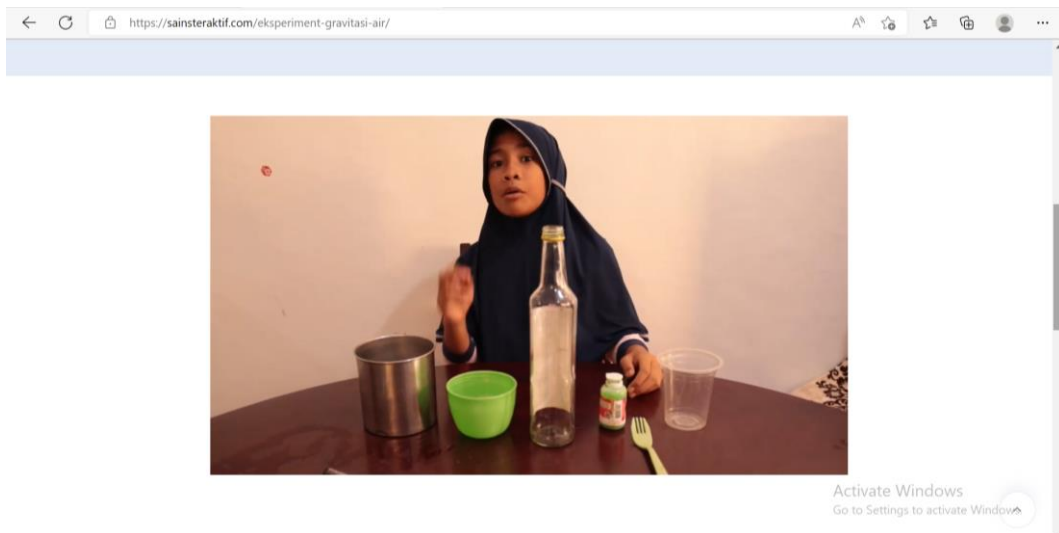 https://sainsteraktif.com/eksperiment-gravitasi-air/
Activate Windows
Go to Settings to activate Windows.